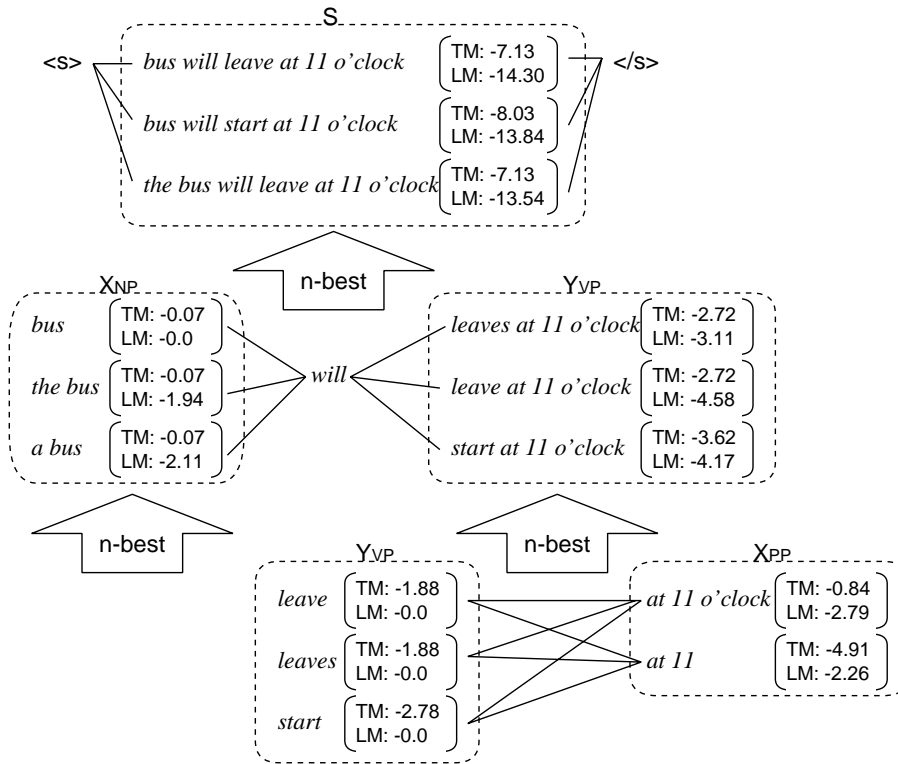 S
<s> bus will leave at 11 o'clock TM: -7.13 </s>
LM: -14.30
bus will start at 11 o'clock TM: -8.03
LM: -13.84
the bus will leave at 11 o'clock TM: -7.13
LM: -13.54
n-best
XNP
bus TM: -0.07
LM: -0.0
the bus TM: -0.07
LM: -1.94
a bus TM: -0.07
LM: -2.11
will
YVP
leaves at 11 o'clock TM: -2.72
LM: -3.11
leave at 11 o'clock TM: -2.72
LM: -4.58
start at 11 o'clock TM: -3.62
LM: -4.17
n-best
n-best
YVP
leave TM: -1.88
LM: -0.0
leaves TM: -1.88
LM: -0.0
start TM: -2.78
LM: -0.0
XPP
at 11 o'clock TM: -0.84
LM: -2.79
at 11 TM: -4.91
LM: -2.26